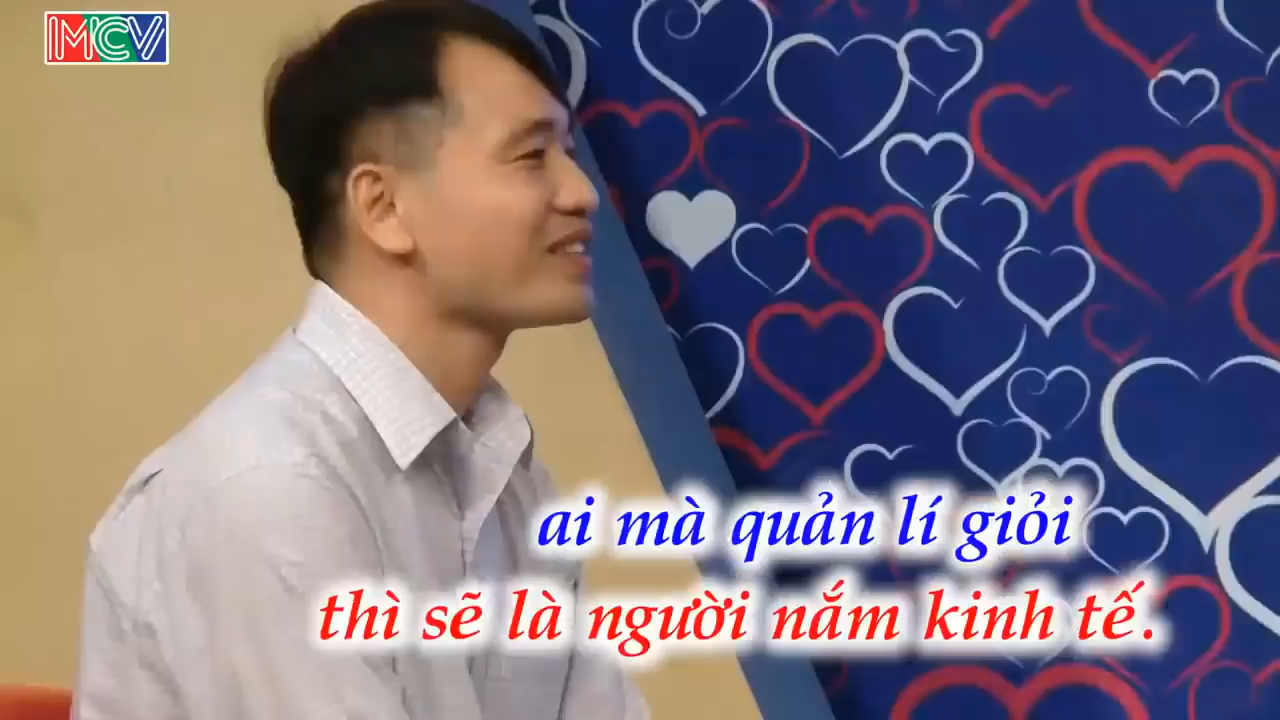 MCV
ai mà quản lí giỏi
thì sẽ là người nắm kinh tế.